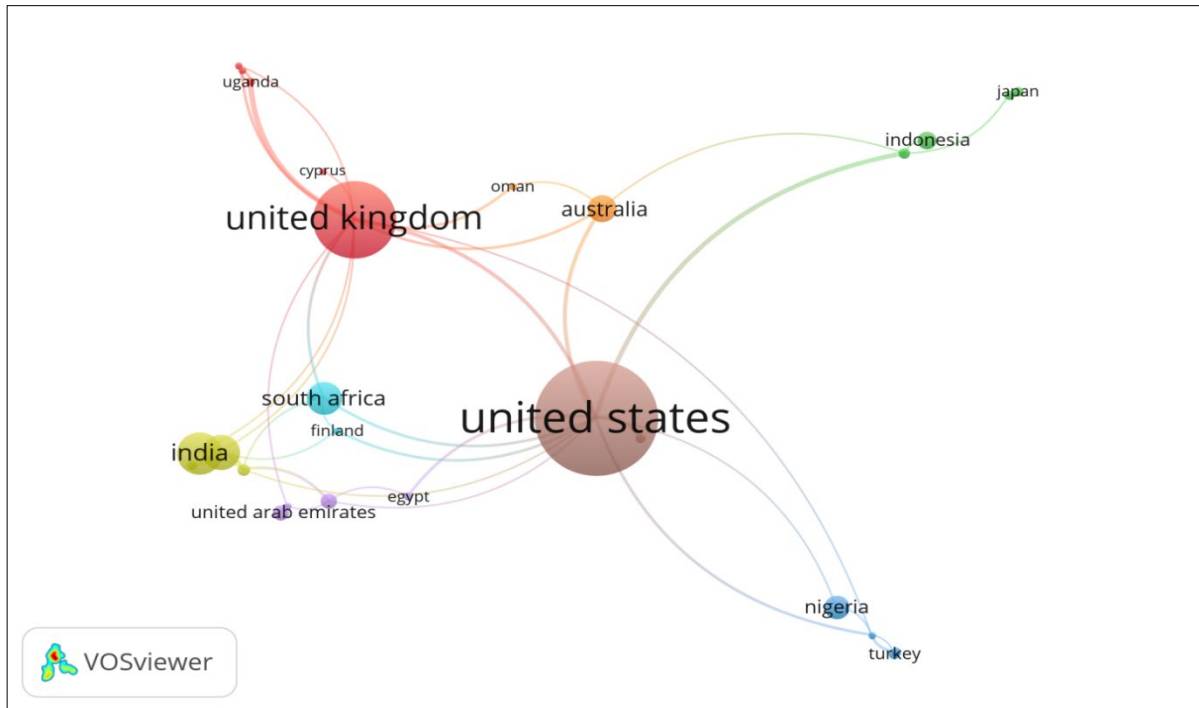 uganda
japan
indonesia
cyprus
oman
australia
united kingdom
south africa
united states
finland
india
egypt
united arab emirates
nigeria
turkey
VOSviewer